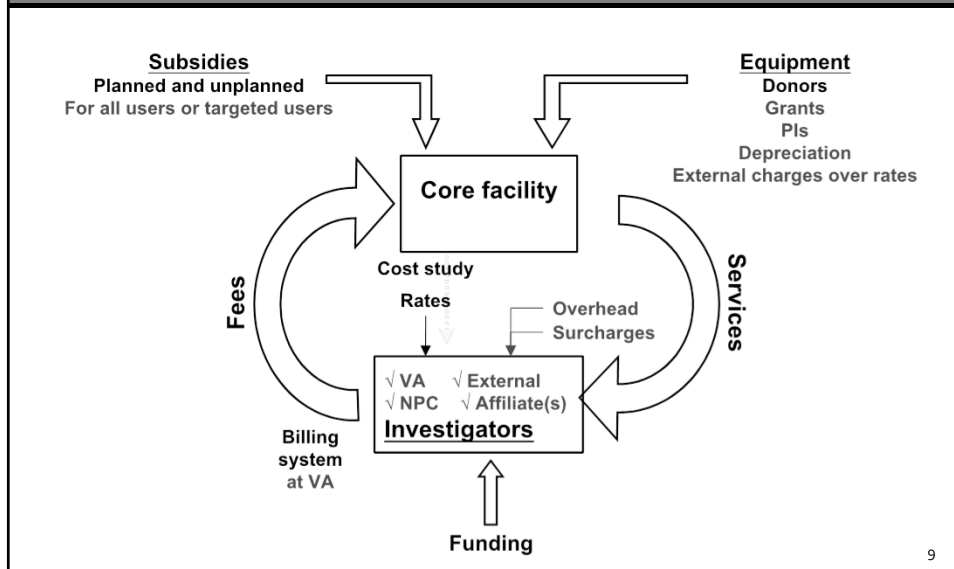 Subsidies
Planned and unplanned
For all users or targeted users
Equipment
Donors
Grants
PIs
Depreciation
External charges over rates
Core facility
Cost study
Rates
Overhead
Surcharges
Fees
Services
√ VA √ External
√ NPC √ Affiliate(s)
Investigators
Billing
system
at VA
Funding
9